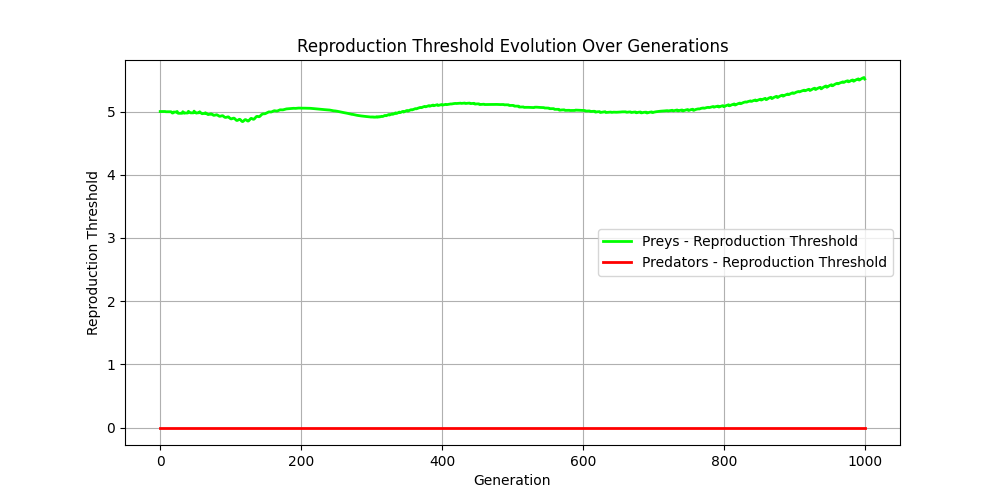 Reproduction Threshold Evolution Over Generations
Reproduction Threshold
5
4
3
2
1
0
Preys - Reproduction Threshold
Predators - Reproduction Threshold
0 200 400 600 800 1000
Generation